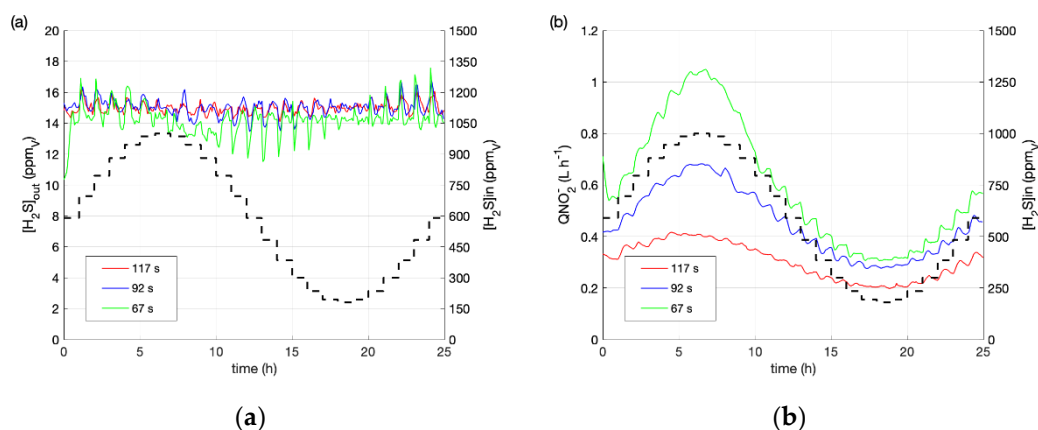 (a)
20
18
16
14
12
10
8
6
4
2
0
[H2S]out (ppmv)
1500
1350
1200
1050
900
750
600
450
300
150
0
[H2S]in (ppmv)
117 s
92 s
67 s
0 5 10 15 20 25
time (h)
(a)
(b)
1.2
1
0.8
0.6
0.4
0.2
0
QNO2- (L h-1)
1500
1250
1000
750
500
250
0
[H2S]in (ppmv)
117 s
92 s
67 s
0 5 10 15 20 25
time (h)
(b)